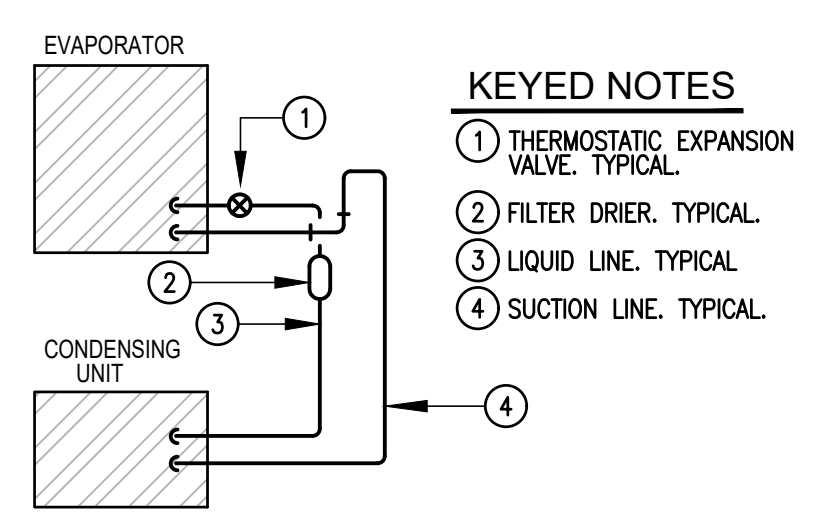 EVAPORATOR
1
2
3
CONDENSING
UNIT
4
KEYED NOTES
1 THERMOSTATIC EXPANSION
VALVE. TYPICAL.
2 FILTER DRIER. TYPICAL.
3 LIQUID LINE. TYPICAL
4 SUCTION LINE. TYPICAL.